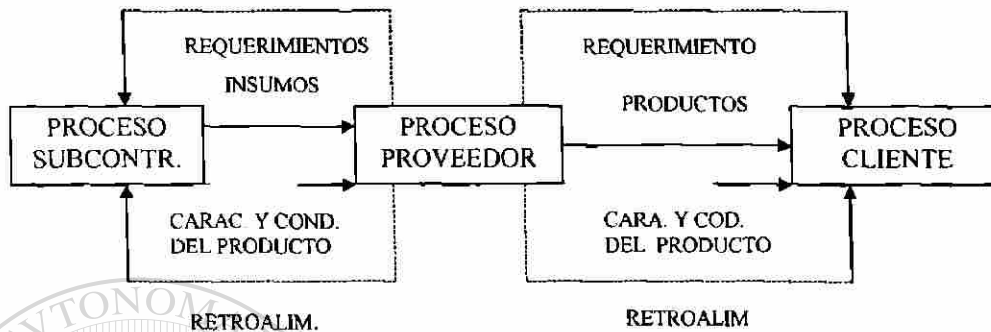 REQUERIMIENTOS
INSUMOS
REQUERIMIENTO
PRODUCTOS
PROCESO
SUBCONTR.
PROCESO
PROVEEDOR
PROCESO
CLIENTE
CARAC Y COND.
DEL PRODUCTO
CARA. Y COD.
DEL PRODUCTO
RETROALIM.
RETROALIM
AVTONOM